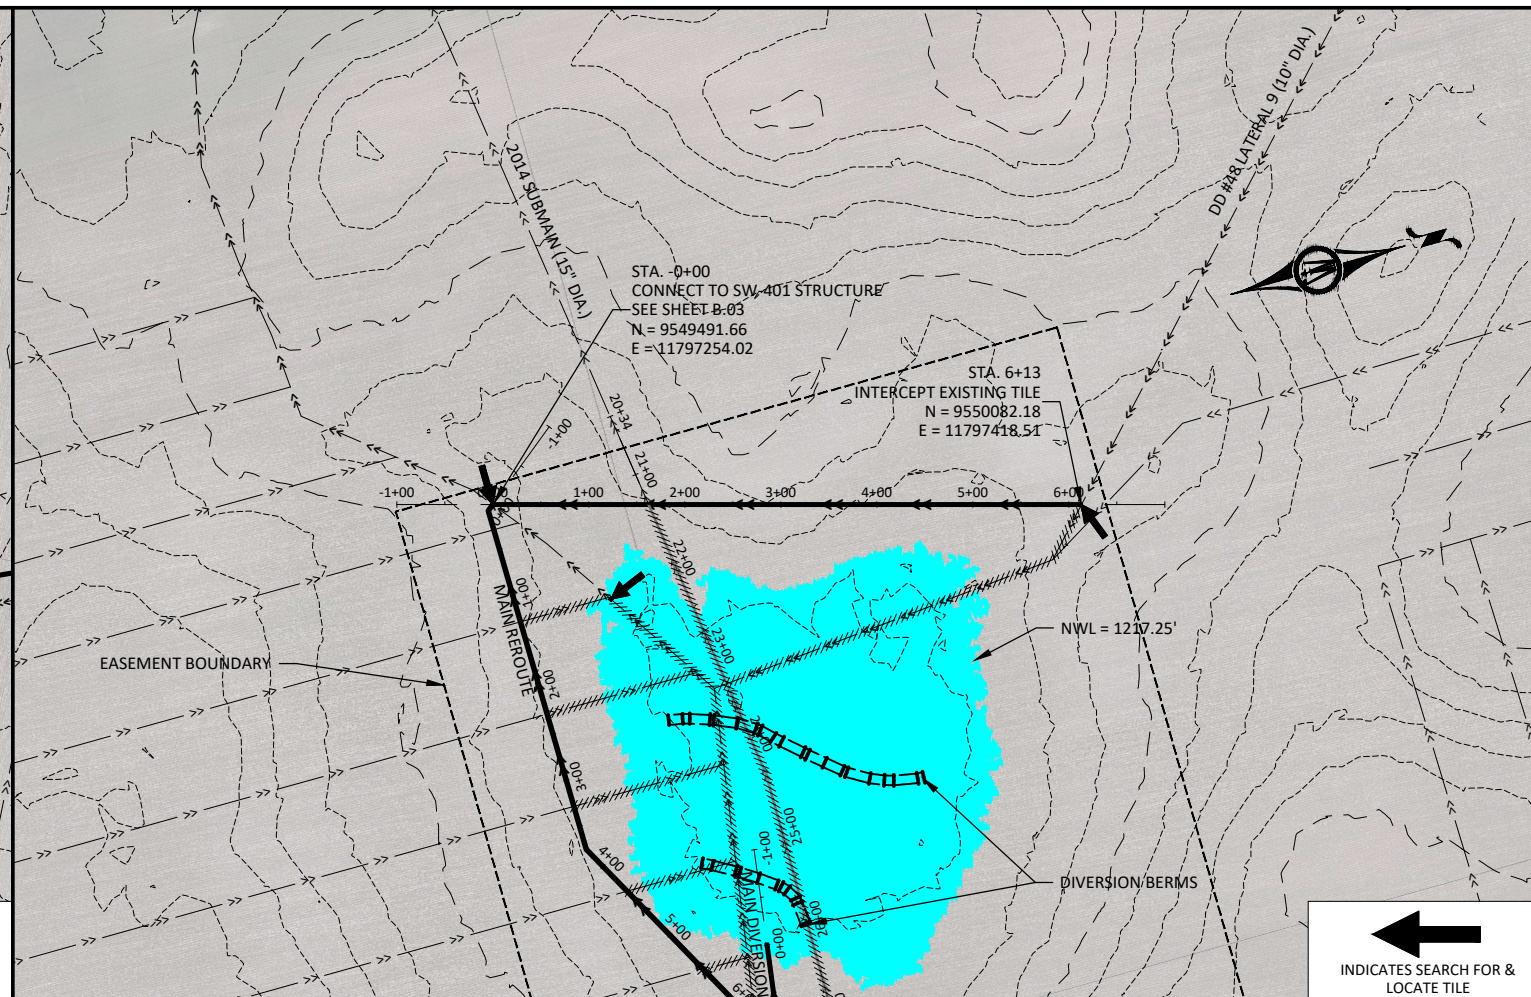 DD #48 LATERAL 9 (10" DIA.)
2014 SUBMAIN (15" DIA.)
STA. -0+00
CONNECT TO SW-401 STRUCTURE
SEE SHEET B.03
N = 9549491.66
E = 11797254.02
STA. 6+13
INTERCEPT EXISTING TILE
N = 9550082.18
E = 11797418.51
20+34
-1+00
21+00
-1+00
1+00
2+00
3+00
4+00
5+00
6+00
22+00
1+00
MAIN REROUTE
23+00
NWL = 1217.25'
EASEMENT BOUNDARY
2+00
3+00
25+00
-1+00
4+00
DIVERSION BERMS
MAIN DIVERSION
26+00
5+00
0+00
INDICATES SEARCH FOR &
LOCATE TILE